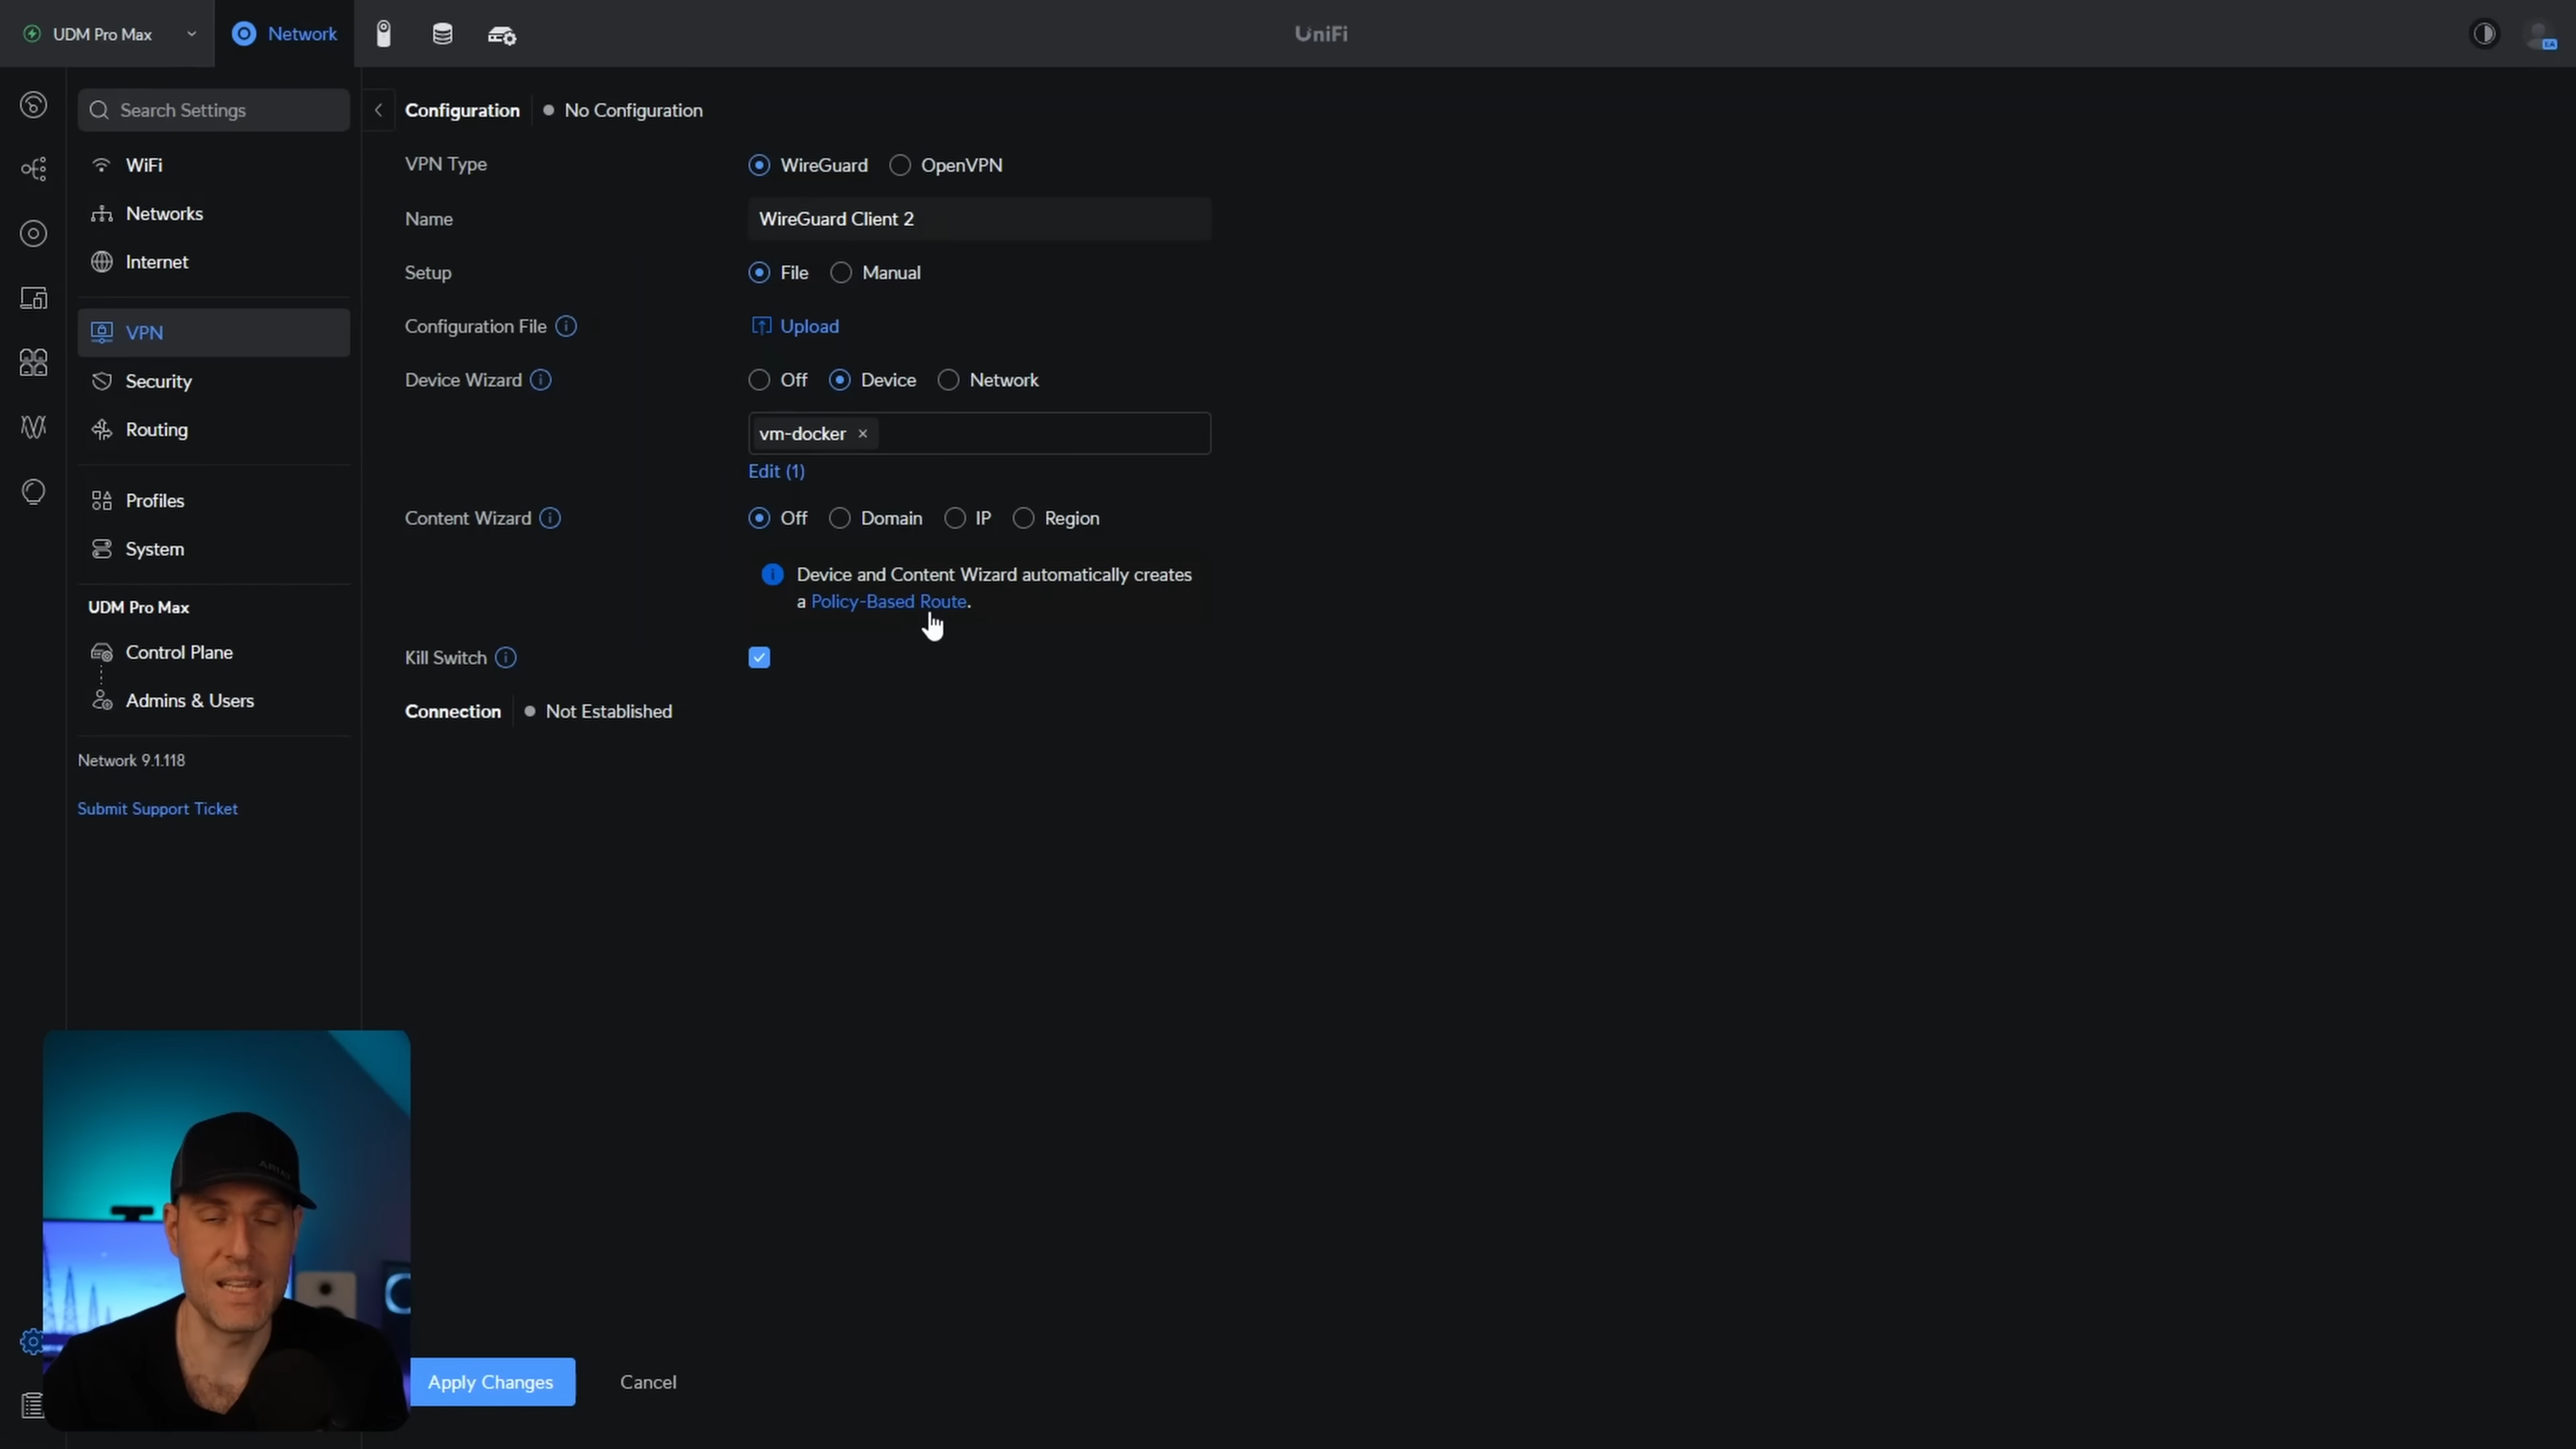 UDM Pro Max
Network
UniFi
EA
Search Settings
WiFi
Networks
Internet
VPN
Security
Routing
Profiles
System
UDM Pro Max
Control Plane
Admins & Users
Network 9.1.118
Submit Support Ticket
Configuration
No Configuration
VPN Type
WireGuard
OpenVPN
Name
WireGuard Client 2
Setup
File
Manual
Configuration File
Upload
Device Wizard
Off
Device
Network
vm-docker
Edit (1)
Content Wizard
Off
Domain
IP
Region
Device and Content Wizard automatically creates
a Policy-Based Route.
Kill Switch
Connection
Not Established
Apply Changes
Cancel